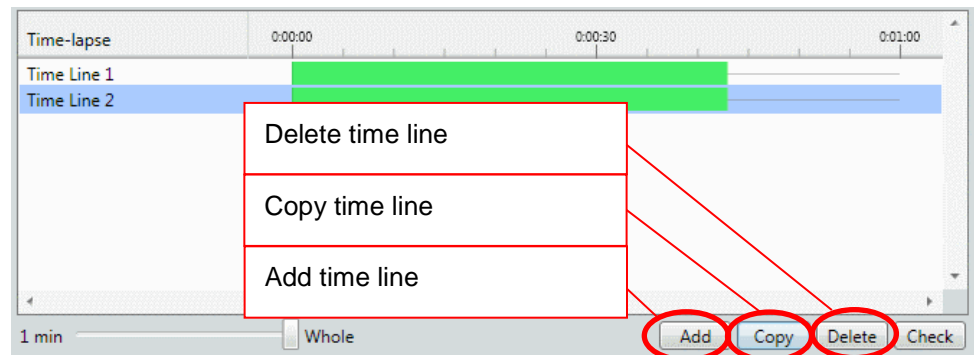 Time-lapse 0:00:00 0:00:30 0:01:00
Time Line 1
Time Line 2
Delete time line
Copy time line
Add time line
1 min Whole Add Copy Delete Check